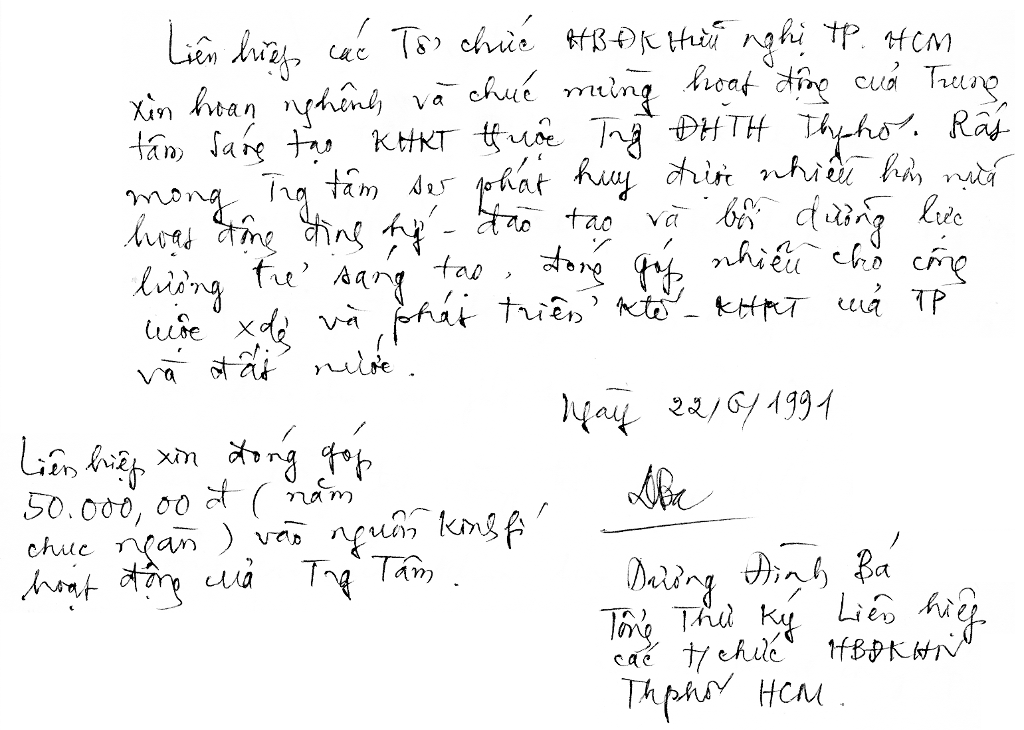 Liên hiệp các Tổ chức HBĐK Hữu nghị TP. HCM
xin hoan nghênh và chúc mừng hoạt động của Trung
tâm Sáng tạo KHKT thuộc Trg ĐHTH Thphố. Rất
mong Trg tâm sẽ phát huy được nhiều hơn nữa
hoạt động đúng hg - đào tạo và bồi dưỡng lực
lượng trẻ sáng tạo, đóng góp nhiều cho công
cuộc xdg và phát triển Ktế - KHKT của TP
và đất nước.
Ngày 22/6/1991
Liên hiệp xin đóng góp
50.000,00 đ (năm
chục ngàn) vào nguồn
hoạt động của Trg Tâm.
DBa
Dương Đình Bá
Tổng Thư Ký Liên hiệp
các t/chức HBĐKHN
Thphố HCM.